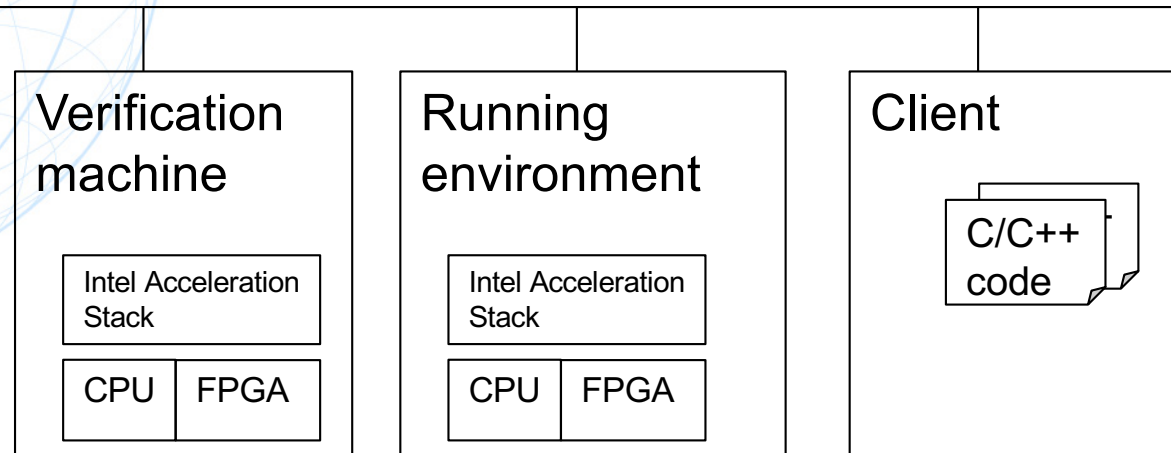 Verification
machine
Intel Acceleration
Stack
CPU
FPGA
Running
environment
Intel Acceleration
Stack
CPU
FPGA
Client
C/C++
code